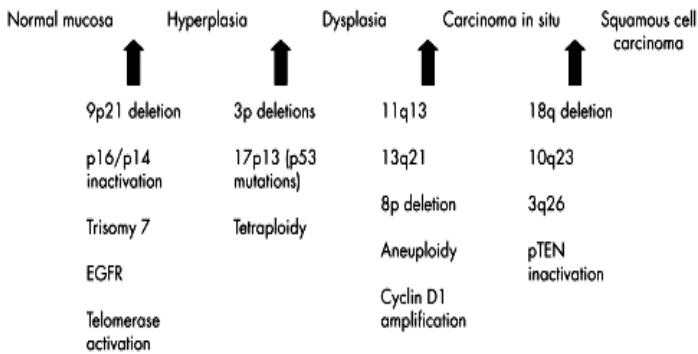 Normal mucosa Hyperplasia Dysplasia Carcinoma in situ Squamous cell
carcinoma
9p21 deletion
p16/p14
inactivation
Trisomy 7
EGFR
Telomerase
activation
3p deletions
17p13 (p53
mutations)
Tetraploidy
11q13
13q21
8p deletion
Aneuploidy
Cyclin D1
amplification
18q deletion
10q23
3q26
pTEN
inactivation